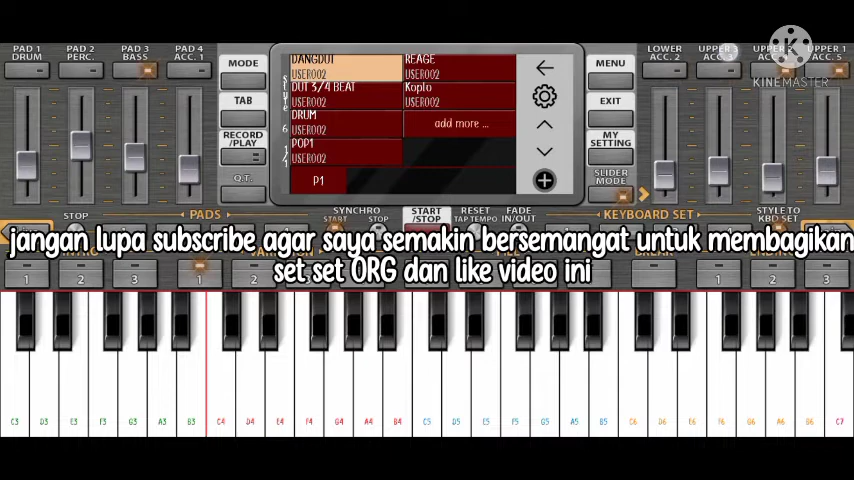 PAD 1 PAD 2 PAD 3 PAD 4
DRUM PERC. BASS ACC. 1
MODE
TAB
RECORD
/PLAY
Q.T.
DANGDUT
USER002
DUT 3/4 BEAT
USER002
DRUM
USER002
POP1
USER002
P1
REAGE
USER002
Koplo
USER002
add more ...
MENU
EXIT
MY
SETTING
SLIDER
MODE
LOWER UPPER 3 UPPER 2 UPPER 1
ACC. 2 ACC. 3 ACC. 5
KINEMASTER
STOP PADS
SYNCHRO
START STOP
START
/STOP
RESET
TAP TEMPO
FADE
IN/OUT
KEYBOARD SET
STYLE TO
KBD SET
jangan lupa subscribe agar saya semakin bersemangat untuk membagikan
set set ORG dan like video ini
1 2 3 1 2 1 2 3
C3 D3 E3 F3 G3 A3 B3 C4 D4 E4 F4 G4 A4 B4 C5 D5 E5 F5 G5 A5 B5 C6 D6 E6 F6 G6 A6 B6 C7